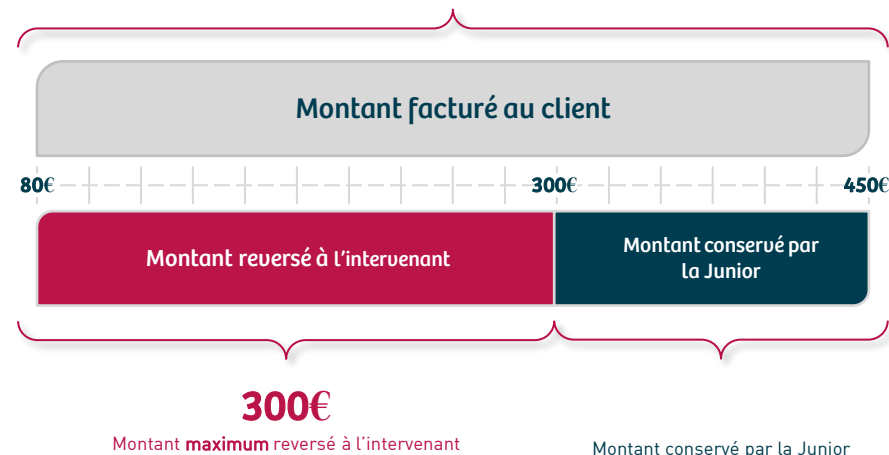 Montant facturé au client
80€ 300€ 450€
Montant reversé à l'intervenant
Montant conservé par
la Junior
300€
Montant maximum reversé à l'intervenant
Montant conservé par la Junior